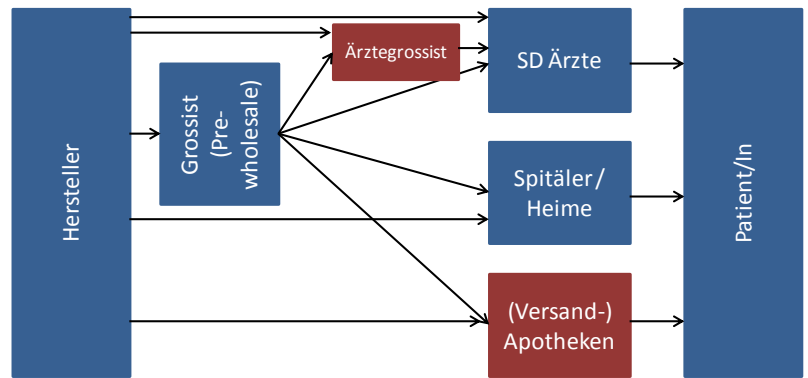 Hersteller
Grossist
(Pre-
wholesale)
Ärztegrossist
SD Ärzte
Spitäler/
Heime
(Versand-)
Apotheken
Patient/In